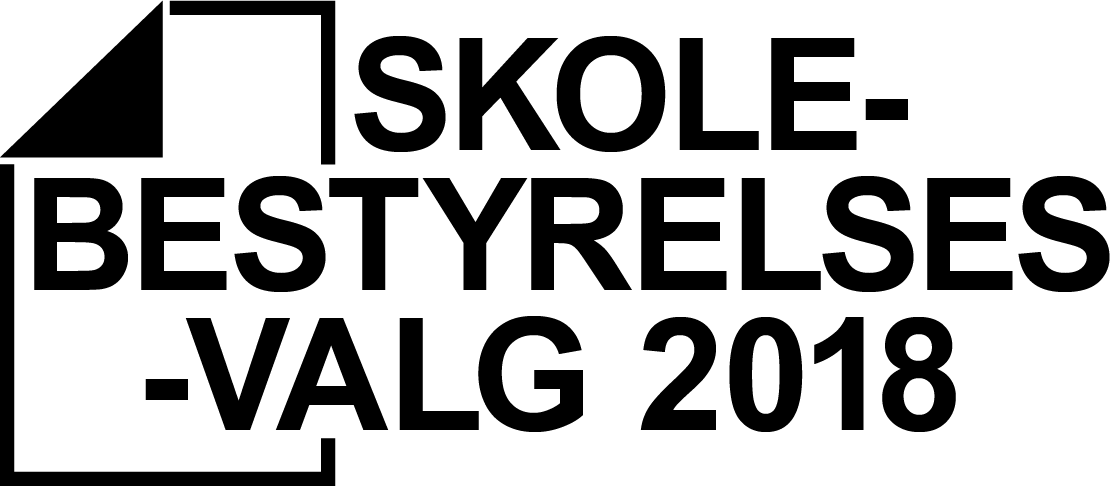 SKOLE-
BESTYRELSES
-VALG 2018